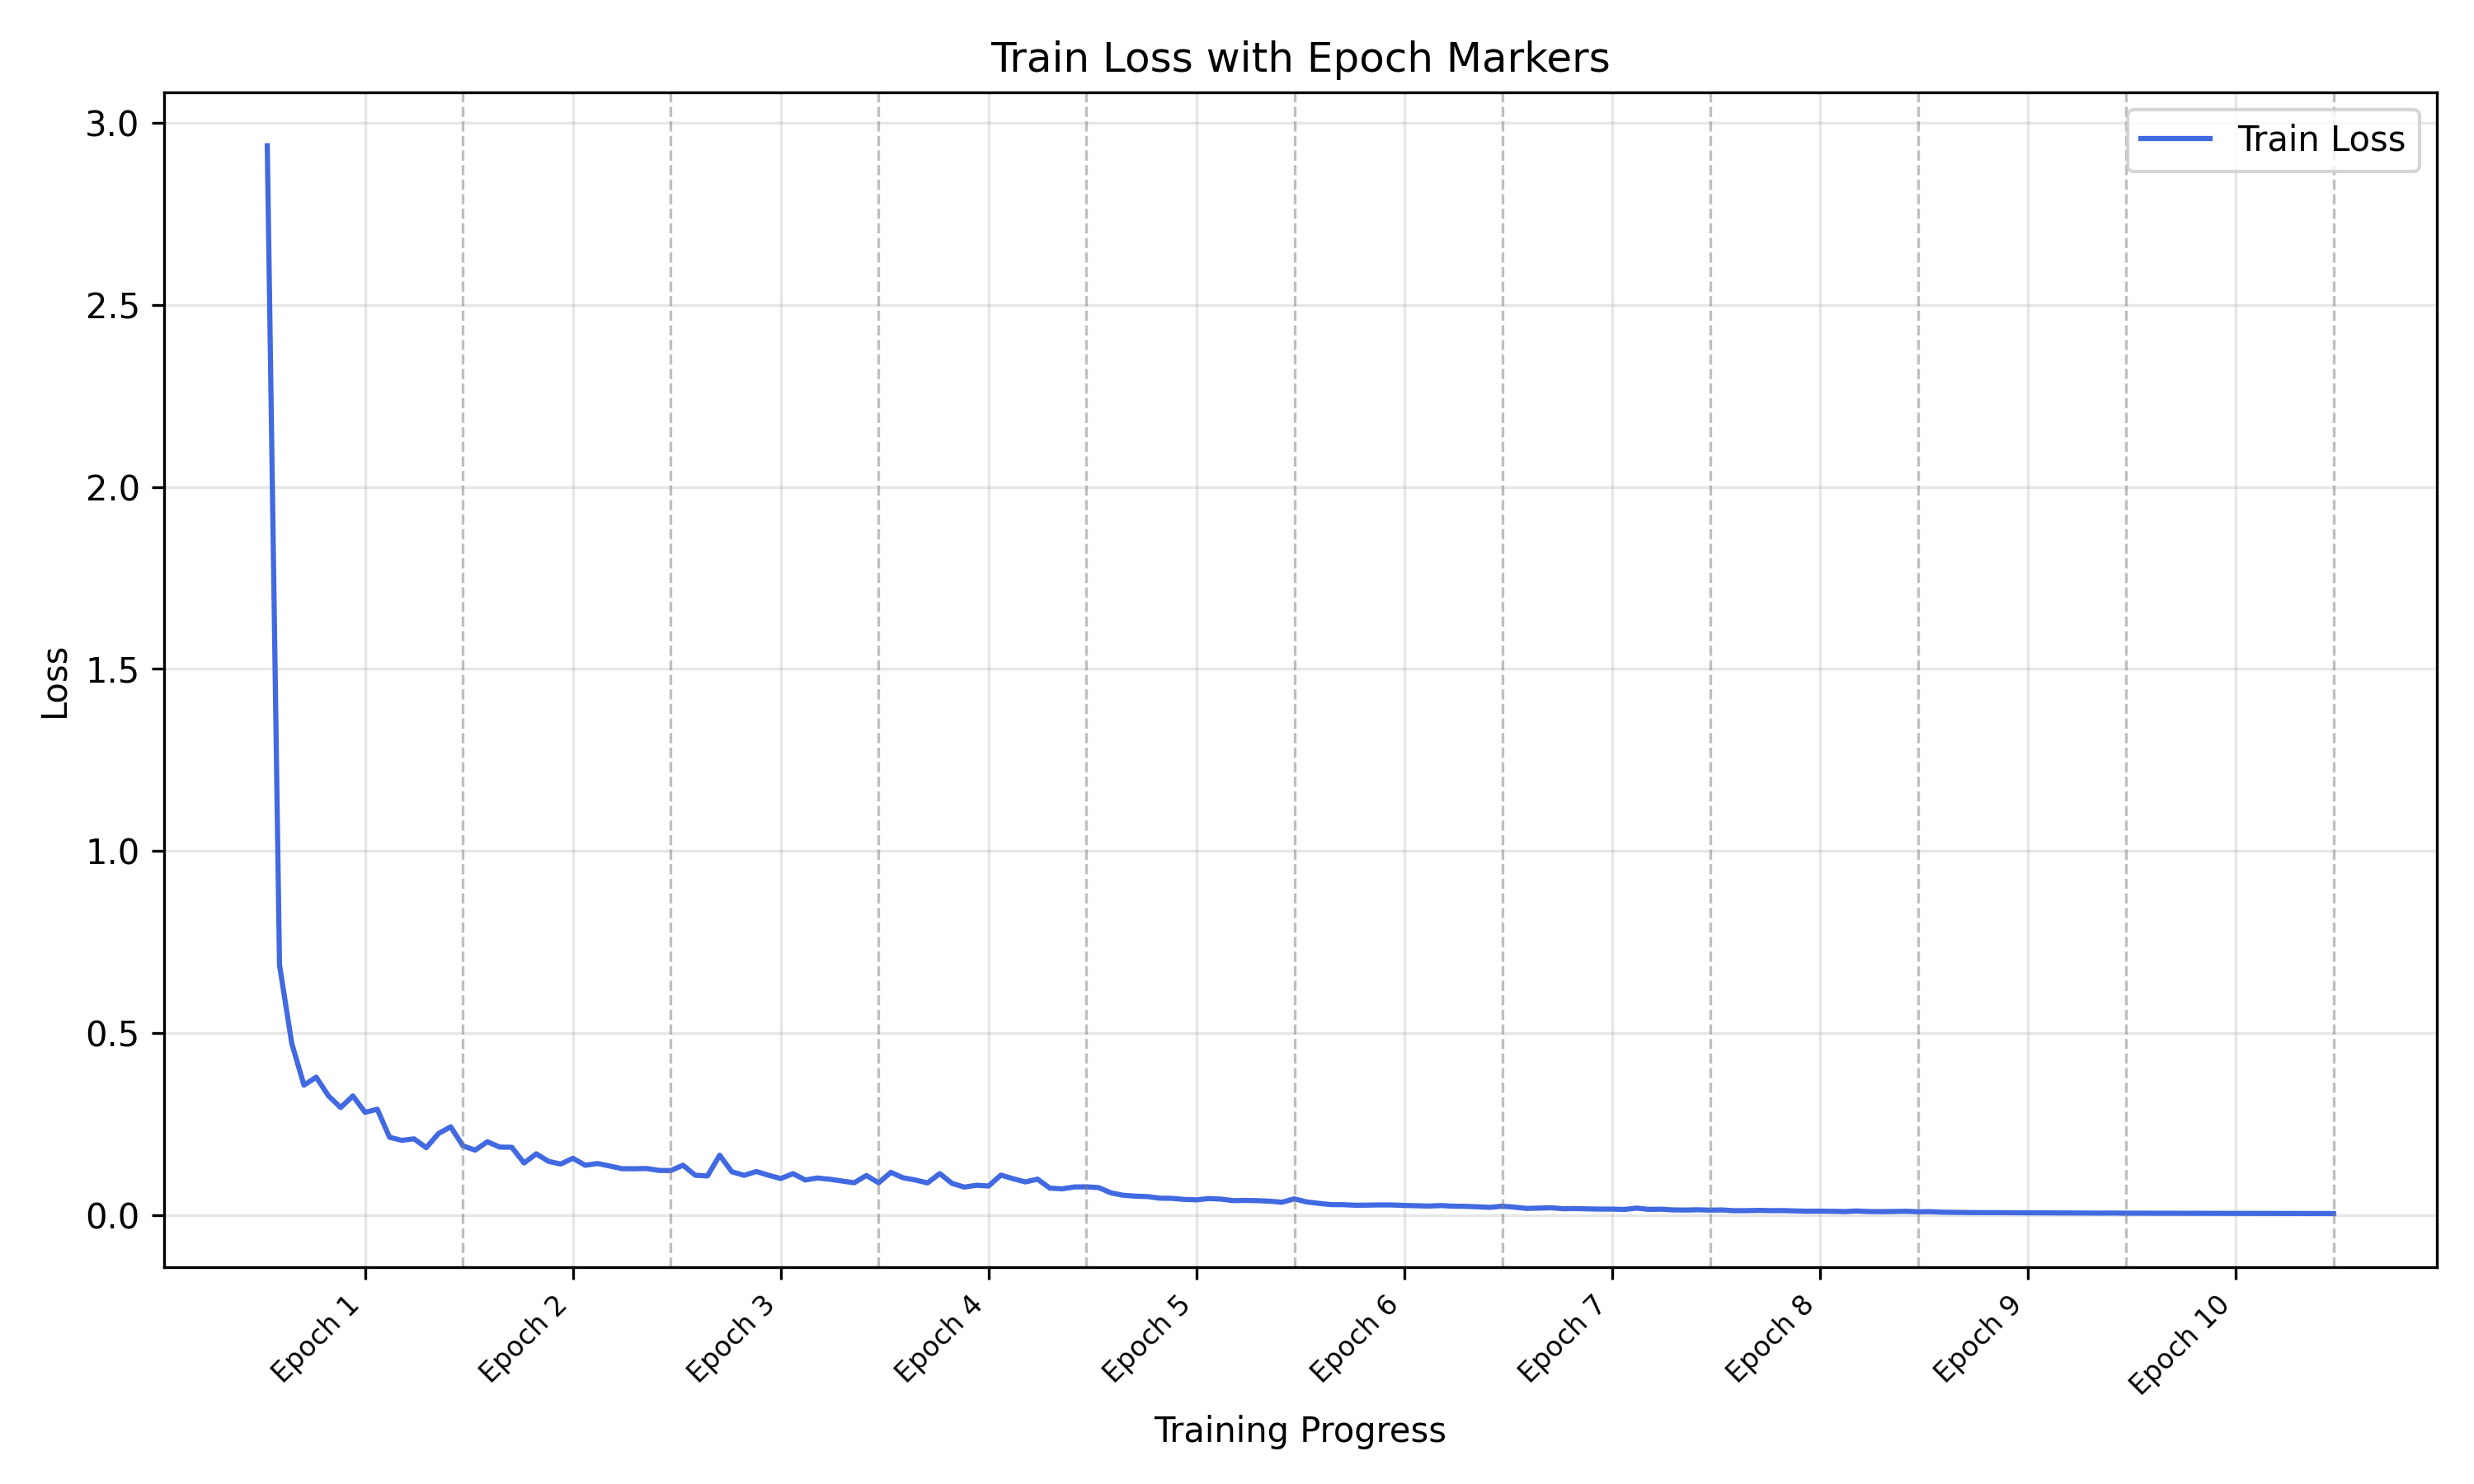 Train Loss with Epoch Markers
Train Loss
3.0
2.5
2.0
1.5
1.0
0.5
0.0
Loss
Epoch 1
Epoch 2
Epoch 3
Epoch 4
Epoch 5
Epoch 6
Epoch 7
Epoch 8
Epoch 9
Epoch 10
Training Progress